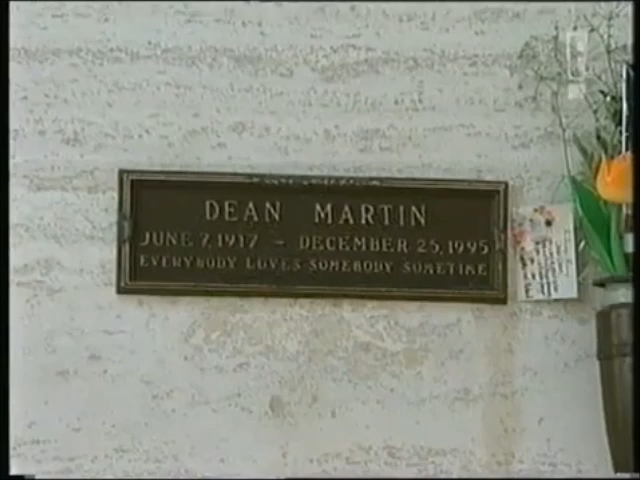 DEAN MARTIN
JUNE 7, 1917 - DECEMBER 25, 1995
EVERYBODY LOVES SOMEBODY SOMETIME